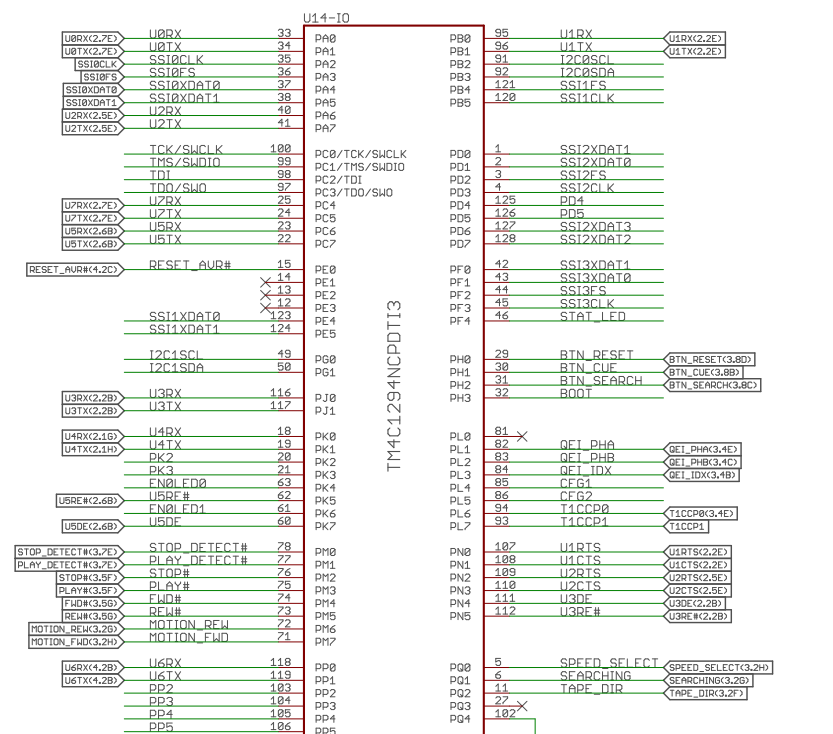 U14-IO
U0RX(2.7E) U0RX 33 PA0 PB0 95 U1RX U1RX(2.2E)
U0TX(2.7E) U0TX 34 PA1 PB1 96 U1TX U1TX(2.2E)
SSI0CLK SSI0CLK 35 PA2 PB2 91 I2C0SCL
SSI0FS SSI0FS 36 PA3 PB3 92 I2C0SDA
SSI0XDAT0 SSI0XDAT0 37 PA4 PB4 121 SSI1FS
SSI0XDAT1 SSI0XDAT1 38 PA5 PB5 120 SSI1CLK
U2RX(2.5E) U2RX 40 PA6
U2TX(2.5E) U2TX 41 PA7
TCK/SWCLK 100 PC0/TCK/SWCLK PD0 1 SSI2XDAT1
TMS/SWDIO 99 PC1/TMS/SWDIO PD1 2 SSI2XDAT0
TDI 98 PC2/TDI PD2 3 SSI2FS
TDO/SWO 97 PC3/TDO/SWO PD3 4 SSI2CLK
U7RX(2.7E) U7RX 25 PC4 PD4 125 PD4
U7TX(2.7E) U7TX 24 PC5 PD5 126 PD5
U5RX(2.6B) U5RX 23 PC6 PD6 127 SSI2XDAT3
U5TX(2.6B) U5TX 22 PC7 PD7 128 SSI2XDAT2
RESET_AVR#(4.2C) RESET_AVR# 15 PE0 PF0 42 SSI3XDAT1
14 PE1 PF1 43 SSI3XDAT0
13 PE2 PF2 44 SSI3FS
12 PE3 PF3 45 SSI3CLK
SSI1XDAT0 123 PE4 PF4 46 STAT_LED
SSI1XDAT1 124 PE5
TM4C1294NCPDTI3
I2C1SCL 49 PG0 PH0 29 BTN_RESET BTN_RESET(3.8D)
I2C1SDA 50 PG1 PH1 30 BTN_CUE BTN_CUE(3.8B)
PH2 31 BTN_SEARCH BTN_SEARCH(3.8C)
U3RX(2.2B) U3RX 116 PJ0 PH3 32 BOOT
U3TX(2.2B) U3TX 117 PJ1
U4RX(2.1G) U4RX 18 PK0 PL0 81
U4TX(2.1H) U4TX 19 PK1 PL1 82 QEI_PHA QEI_PHA(3.4E)
PK2 20 PK2 PL2 83 QEI_PHB QEI_PHB(3.4C)
PK3 21 PK3 PL3 84 QEI_IDX QEI_IDX(3.4B)
EN0LED0 63 PK4 PL4 85 CFG1
U5RE#(2.6B) U5RE# 62 PK5 PL5 86 CFG2
EN0LED1 61 PK6 PL6 94 T1CCP0 T1CCP0(3.4E)
U5DE(2.6B) U5DE 60 PK7 PL7 93 T1CCP1 T1CCP1
STOP_DETECT#(3.7E) STOP_DETECT# 78 PM0 PN0 107 U1RTS U1RTS(2.2E)
PLAY_DETECT#(3.7E) PLAY_DETECT# 77 PM1 PN1 108 U1CTS U1CTS(2.2E)
STOP#(3.5F) STOP# 76 PM2 PN2 109 U2RTS U2RTS(2.5E)
PLAY#(3.5F) PLAY# 75 PM3 PN3 110 U2CTS U2CTS(2.5E)
FWD#(3.5G) FWD# 74 PM4 PN4 111 U3DE U3DE(2.2B)
REW#(3.5G) REW# 73 PM5 PN5 112 U3RE# U3RE#(2.2B)
MOTION_REW(3.2G) MOTION_REW 72 PM6
MOTION_FWD(3.2H) MOTION_FWD 71 PM7
U6RX(4.2B) U6RX 118 PP0 PQ0 5 SPEED_SELECT SPEED_SELECT(3.2H)
U6TX(4.2B) U6TX 119 PP1 PQ1 6 SEARCHING SEARCHING(3.2G)
PP2 103 PP2 PQ2 11 TAPE_DIR TAPE_DIR(3.2F)
PP3 104 PP3 PQ3 27
PP4 105 PP4 PQ4 102
PP5 106 PP5